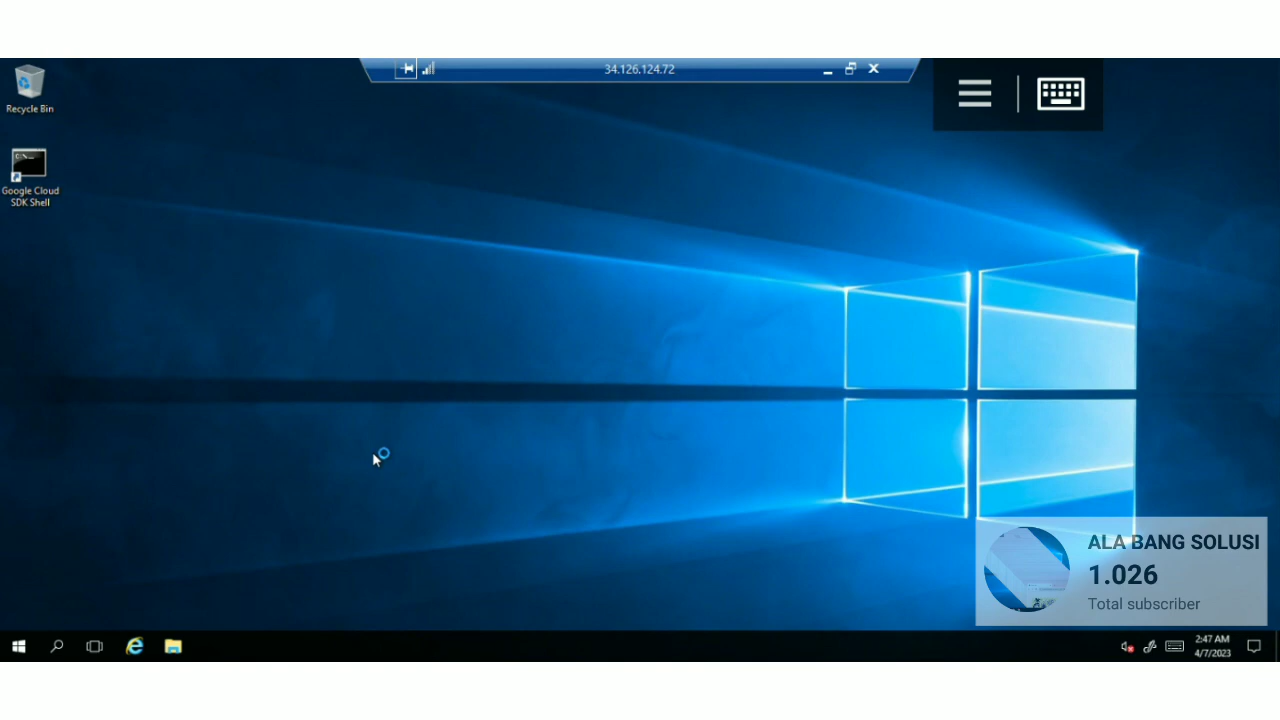 34.126.124.72
Recycle Bin
Google Cloud
SDK Shell
ALA BANG SOLUSI
1.026
Total subscriber
2:47 AM
4/7/2023